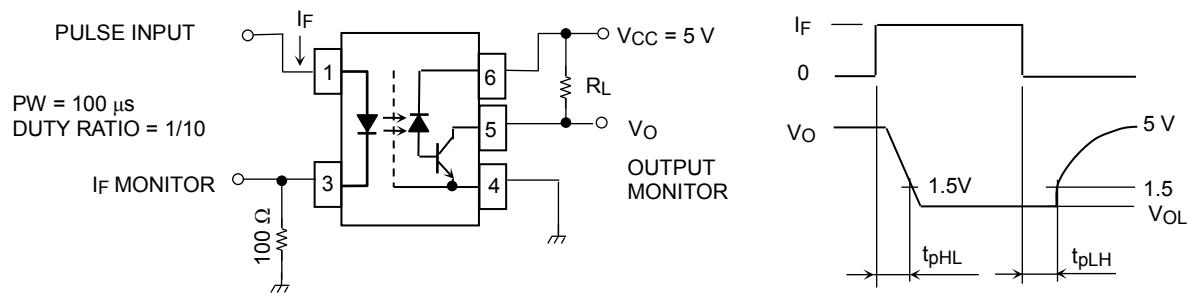 PULSE INPUT
IF
VCC = 5 V
1
6
RL
PW = 100 μs
DUTY RATIO = 1/10
5
VO
IF MONITOR
3
4
OUTPUT
MONITOR
100 Ω
IF
0
VO
5 V
1.5V
1.5
VOL
tpHL
tpLH